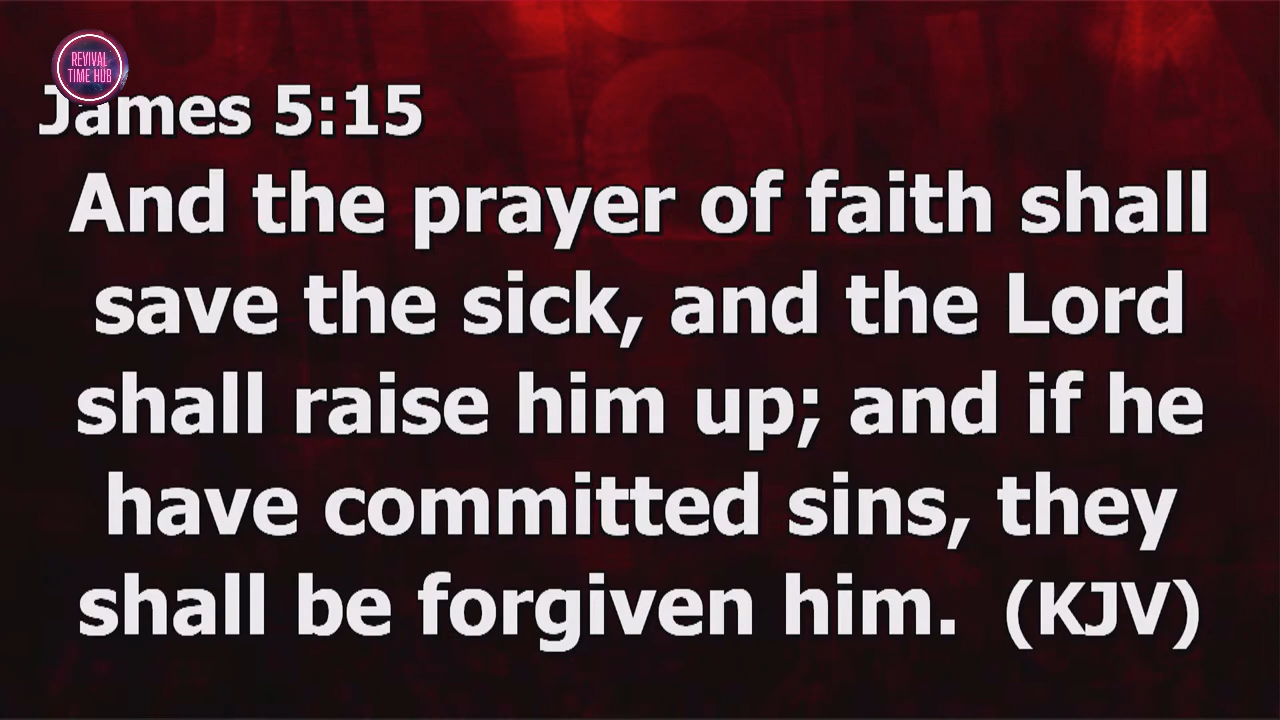 REVIVAL
TIME HUB
James 5:15
And the prayer of faith shall
save the sick, and the Lord
shall raise him up; and if he
have committed sins, they
shall be forgiven him. (KJV)